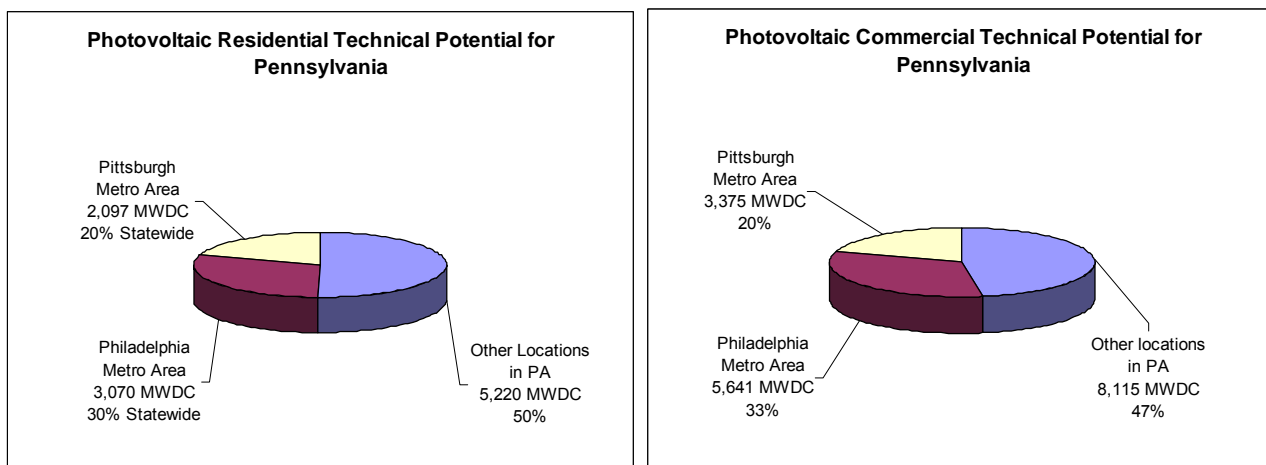 Photovoltaic Residential Technical Potential for
Pennsylvania
Pittsburgh
Metro Area
2,097 MWDC
20% Statewide
Philadelphia
Metro Area
3,070 MWDC
30% Statewide
Other Locations
in PA
5,220 MWDC
50%
Photovoltaic Commercial Technical Potential for
Pennsylvania
Pittsburgh
Metro Area
3,375 MWDC
20%
Philadelphia
Metro Area
5,641 MWDC
33%
Other locations
in PA
8,115 MWDC
47%